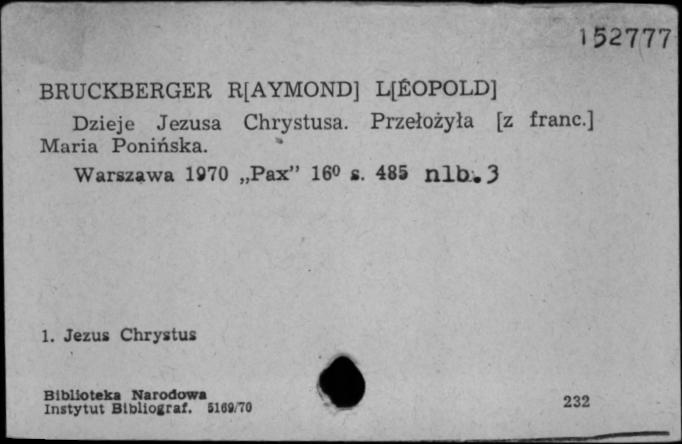 152777
BRUCKBERGER R[AYMOND] L[ÉOPOLD]
Dzieje Jezusa Chrystusa. Przełożyła [z franc.]
Maria Ponińska.
Warszawa 1970 „Pax” 16⁰ s. 485 nlb. 3
1. Jezus Chrystus
Biblioteka Narodowa
Instytut Bibliograf. 5169/70
232